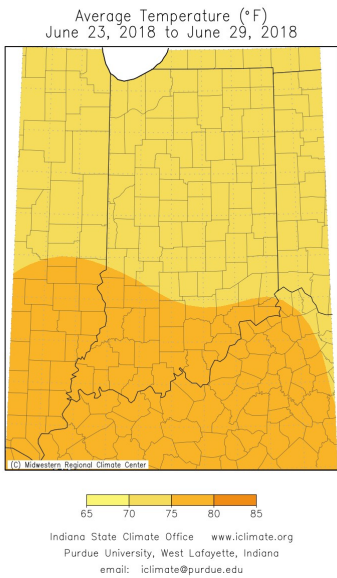 Average Temperature (°F)
June 23, 2018 to June 29, 2018
(C) Midwestern Regional Climate Center
65 70 75 80 85
Indiana State Climate Office www.iclimate.org
Purdue University, West Lafayette, Indiana
email: iclimate@purdue.edu